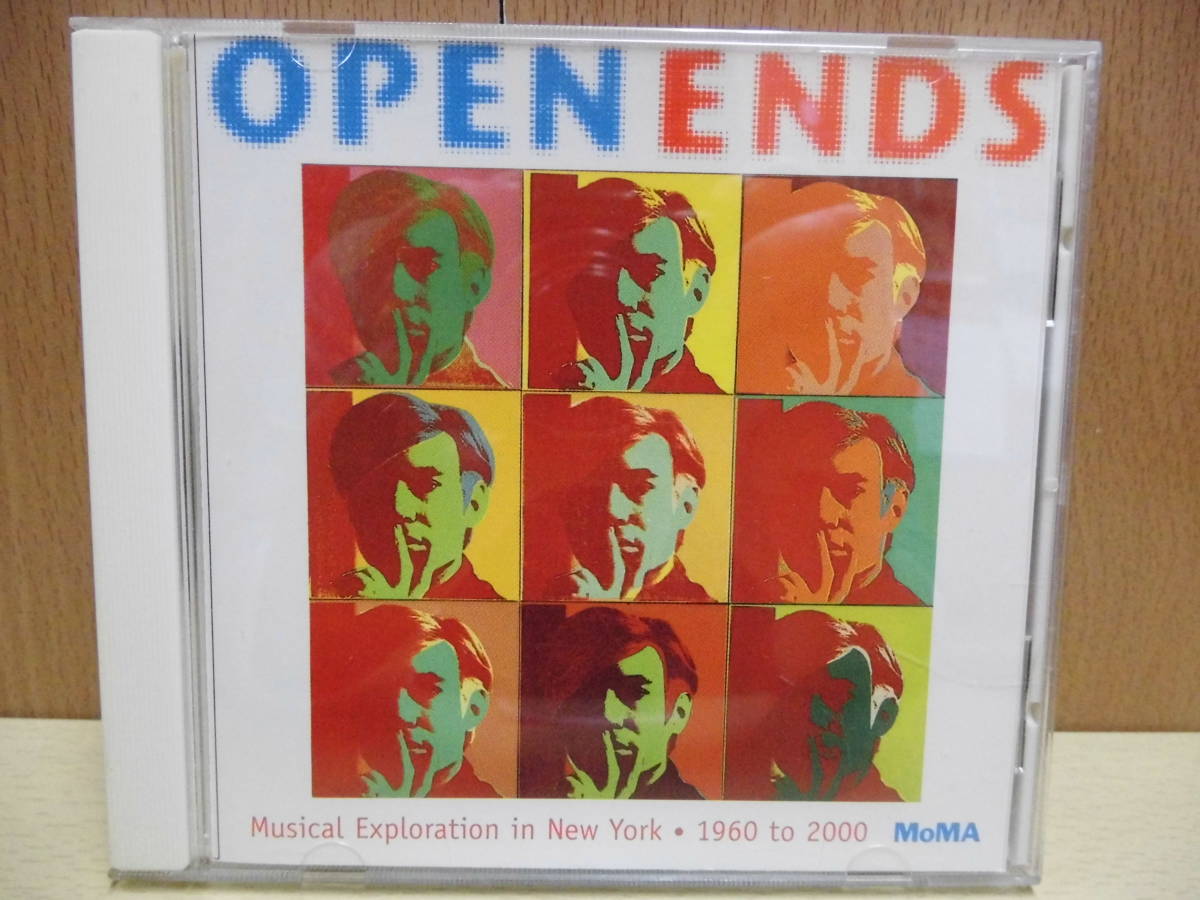 OPEN ENDS
Musical Exploration in New York • 1960 to 2000 MoMA